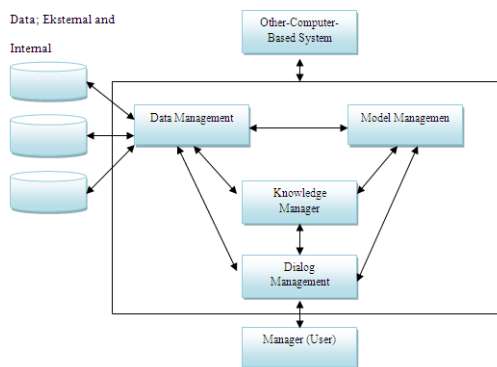 Data; Eksternal and
Internal
Other-Computer-
Based System
Data Management
Model Managemen
Knowledge
Manager
Dialog
Management
Manager (User)